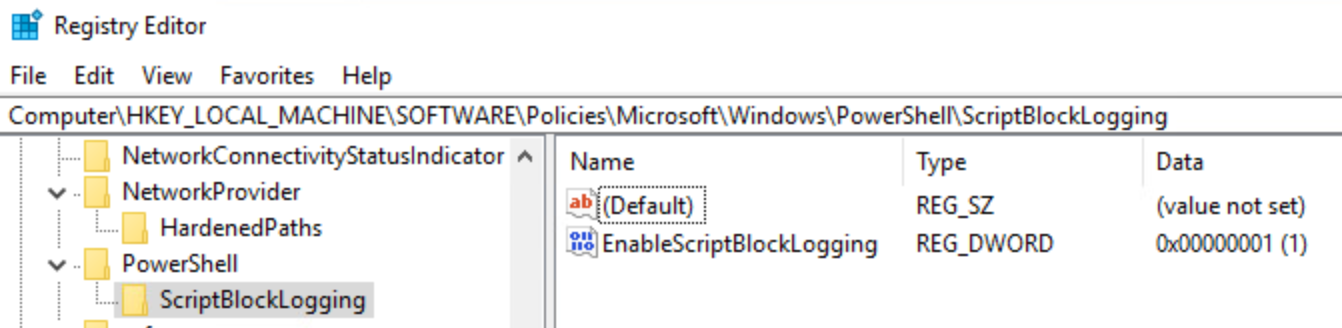 Registry Editor
File Edit View Favorites Help
Computer\HKEY_LOCAL_MACHINE\SOFTWARE\Policies\Microsoft\Windows\PowerShell\ScriptBlockLogging
NetworkConnectivityStatusIndicator
NetworkProvider
HardenedPaths
PowerShell
ScriptBlockLogging
Name Type Data
(Default) REG_SZ (value not set)
EnableScriptBlockLogging REG_DWORD 0x00000001 (1)